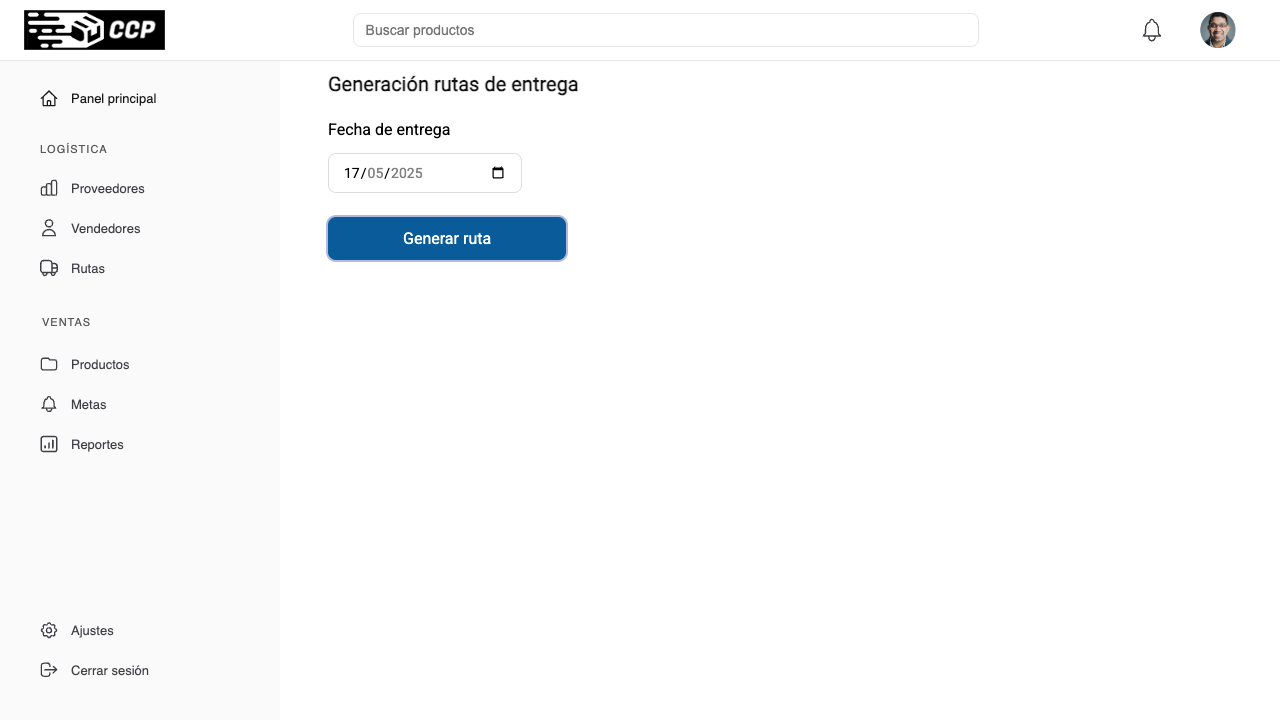 CCP
Buscar productos
Panel principal
LOGÍSTICA
Proveedores
Vendedores
Rutas
VENTAS
Productos
Metas
Reportes
Ajustes
Cerrar sesión
Generación rutas de entrega
Fecha de entrega
17/05/2025
Generar ruta